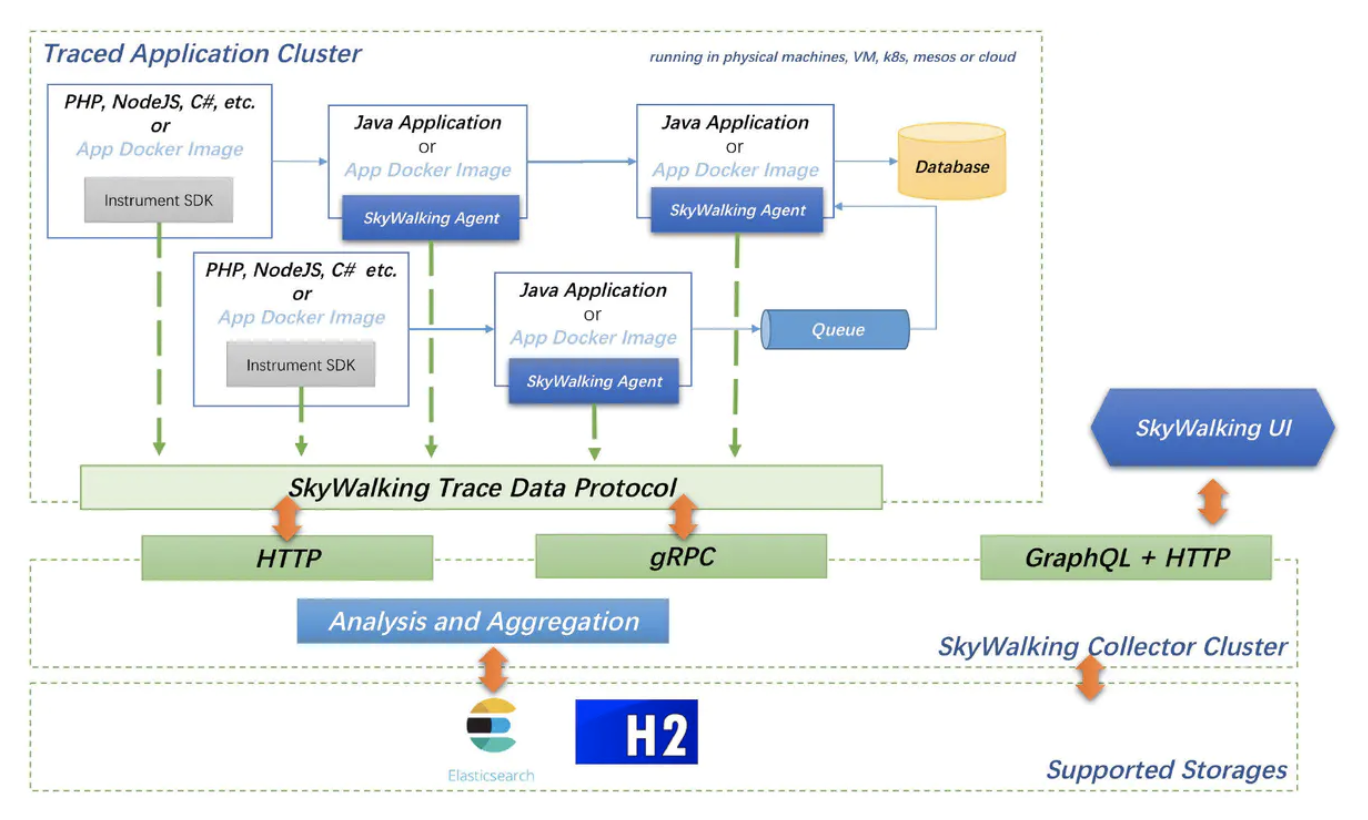 Traced Application Cluster
running in physical machines, VM, k8s, mesos or cloud
PHP, NodeJS, C#, etc.
or
App Docker Image
Instrument SDK
Java Application
or
App Docker Image
SkyWalking Agent
Java Application
or
App Docker Image
SkyWalking Agent
Database
PHP, NodeJS, C# etc.
or
App Docker Image
Instrument SDK
Java Application
or
App Docker Image
SkyWalking Agent
Queue
SkyWalking UI
SkyWalking Trace Data Protocol
HTTP
gRPC
GraphQL + HTTP
Analysis and Aggregation
SkyWalking Collector Cluster
H2
Elasticsearch
Supported Storages